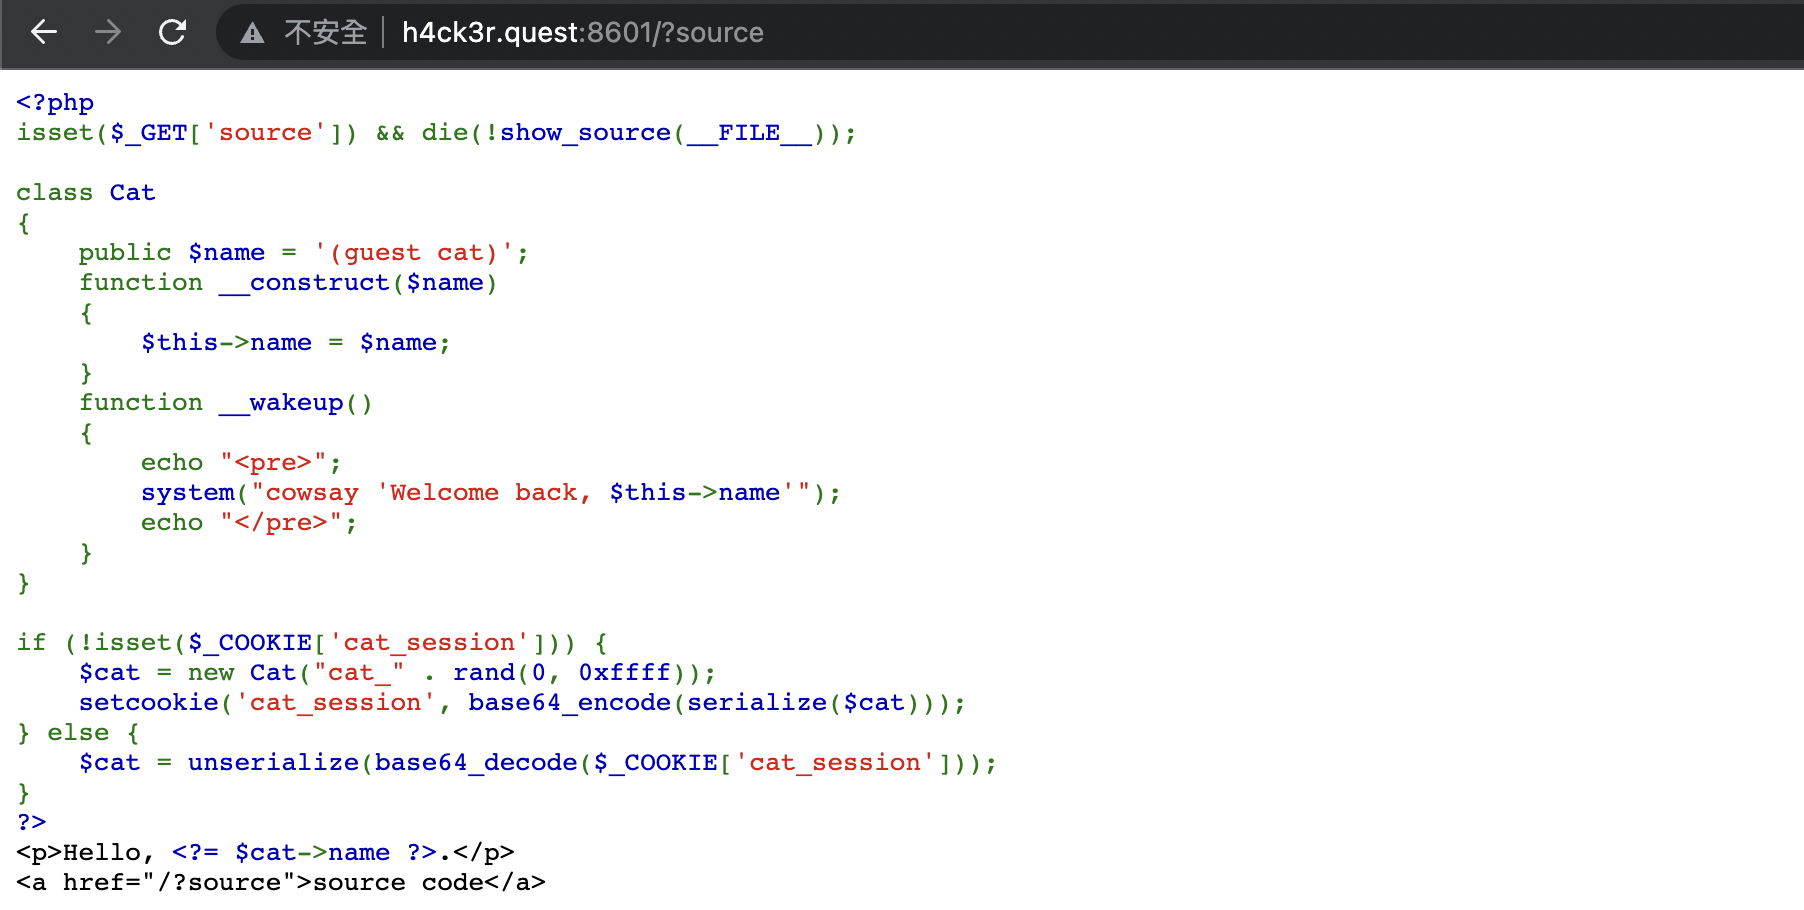 不安全 h4ck3r.quest:8601/?source
<?php
isset($_GET['source']) && die(!show_source(__FILE__));
class Cat
{
    public $name = '(guest cat)';
    function __construct($name)
    {
        $this->name = $name;
    }
    function __wakeup()
    {
        echo "<pre>";
        system("cowsay 'Welcome back, $this->name'");
        echo "</pre>";
    }
}
if (!isset($_COOKIE['cat_session'])) {
    $cat = new Cat("cat_" . rand(0, 0xffff));
    setcookie('cat_session', base64_encode(serialize($cat)));
} else {
    $cat = unserialize(base64_decode($_COOKIE['cat_session']));
}
?>
<p>Hello, <?= $cat->name ?>.</p>
<a href="/?source">source code</a>